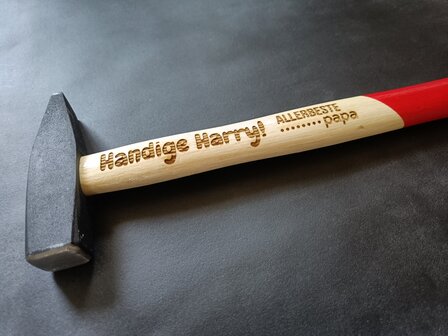 Handige Harry!
ALLERBESTE
........papa